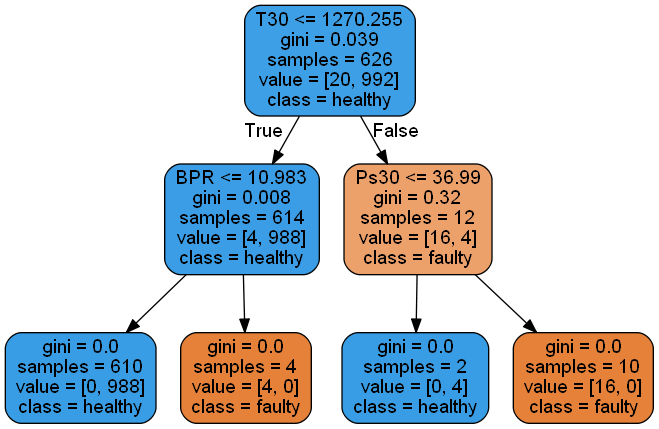 T30 <= 1270.255
gini = 0.039
samples = 626
value = [20, 992]
class = healthy
True
False
BPR <= 10.983
gini = 0.008
samples = 614
value = [4, 988]
class = healthy
Ps30 <= 36.99
gini = 0.32
samples = 12
value = [16, 4]
class = faulty
gini = 0.0
samples = 610
value = [0, 988]
class = healthy
gini = 0.0
samples = 4
value = [4, 0]
class = faulty
gini = 0.0
samples = 2
value = [0, 4]
class = healthy
gini = 0.0
samples = 10
value = [16, 0]
class = faulty